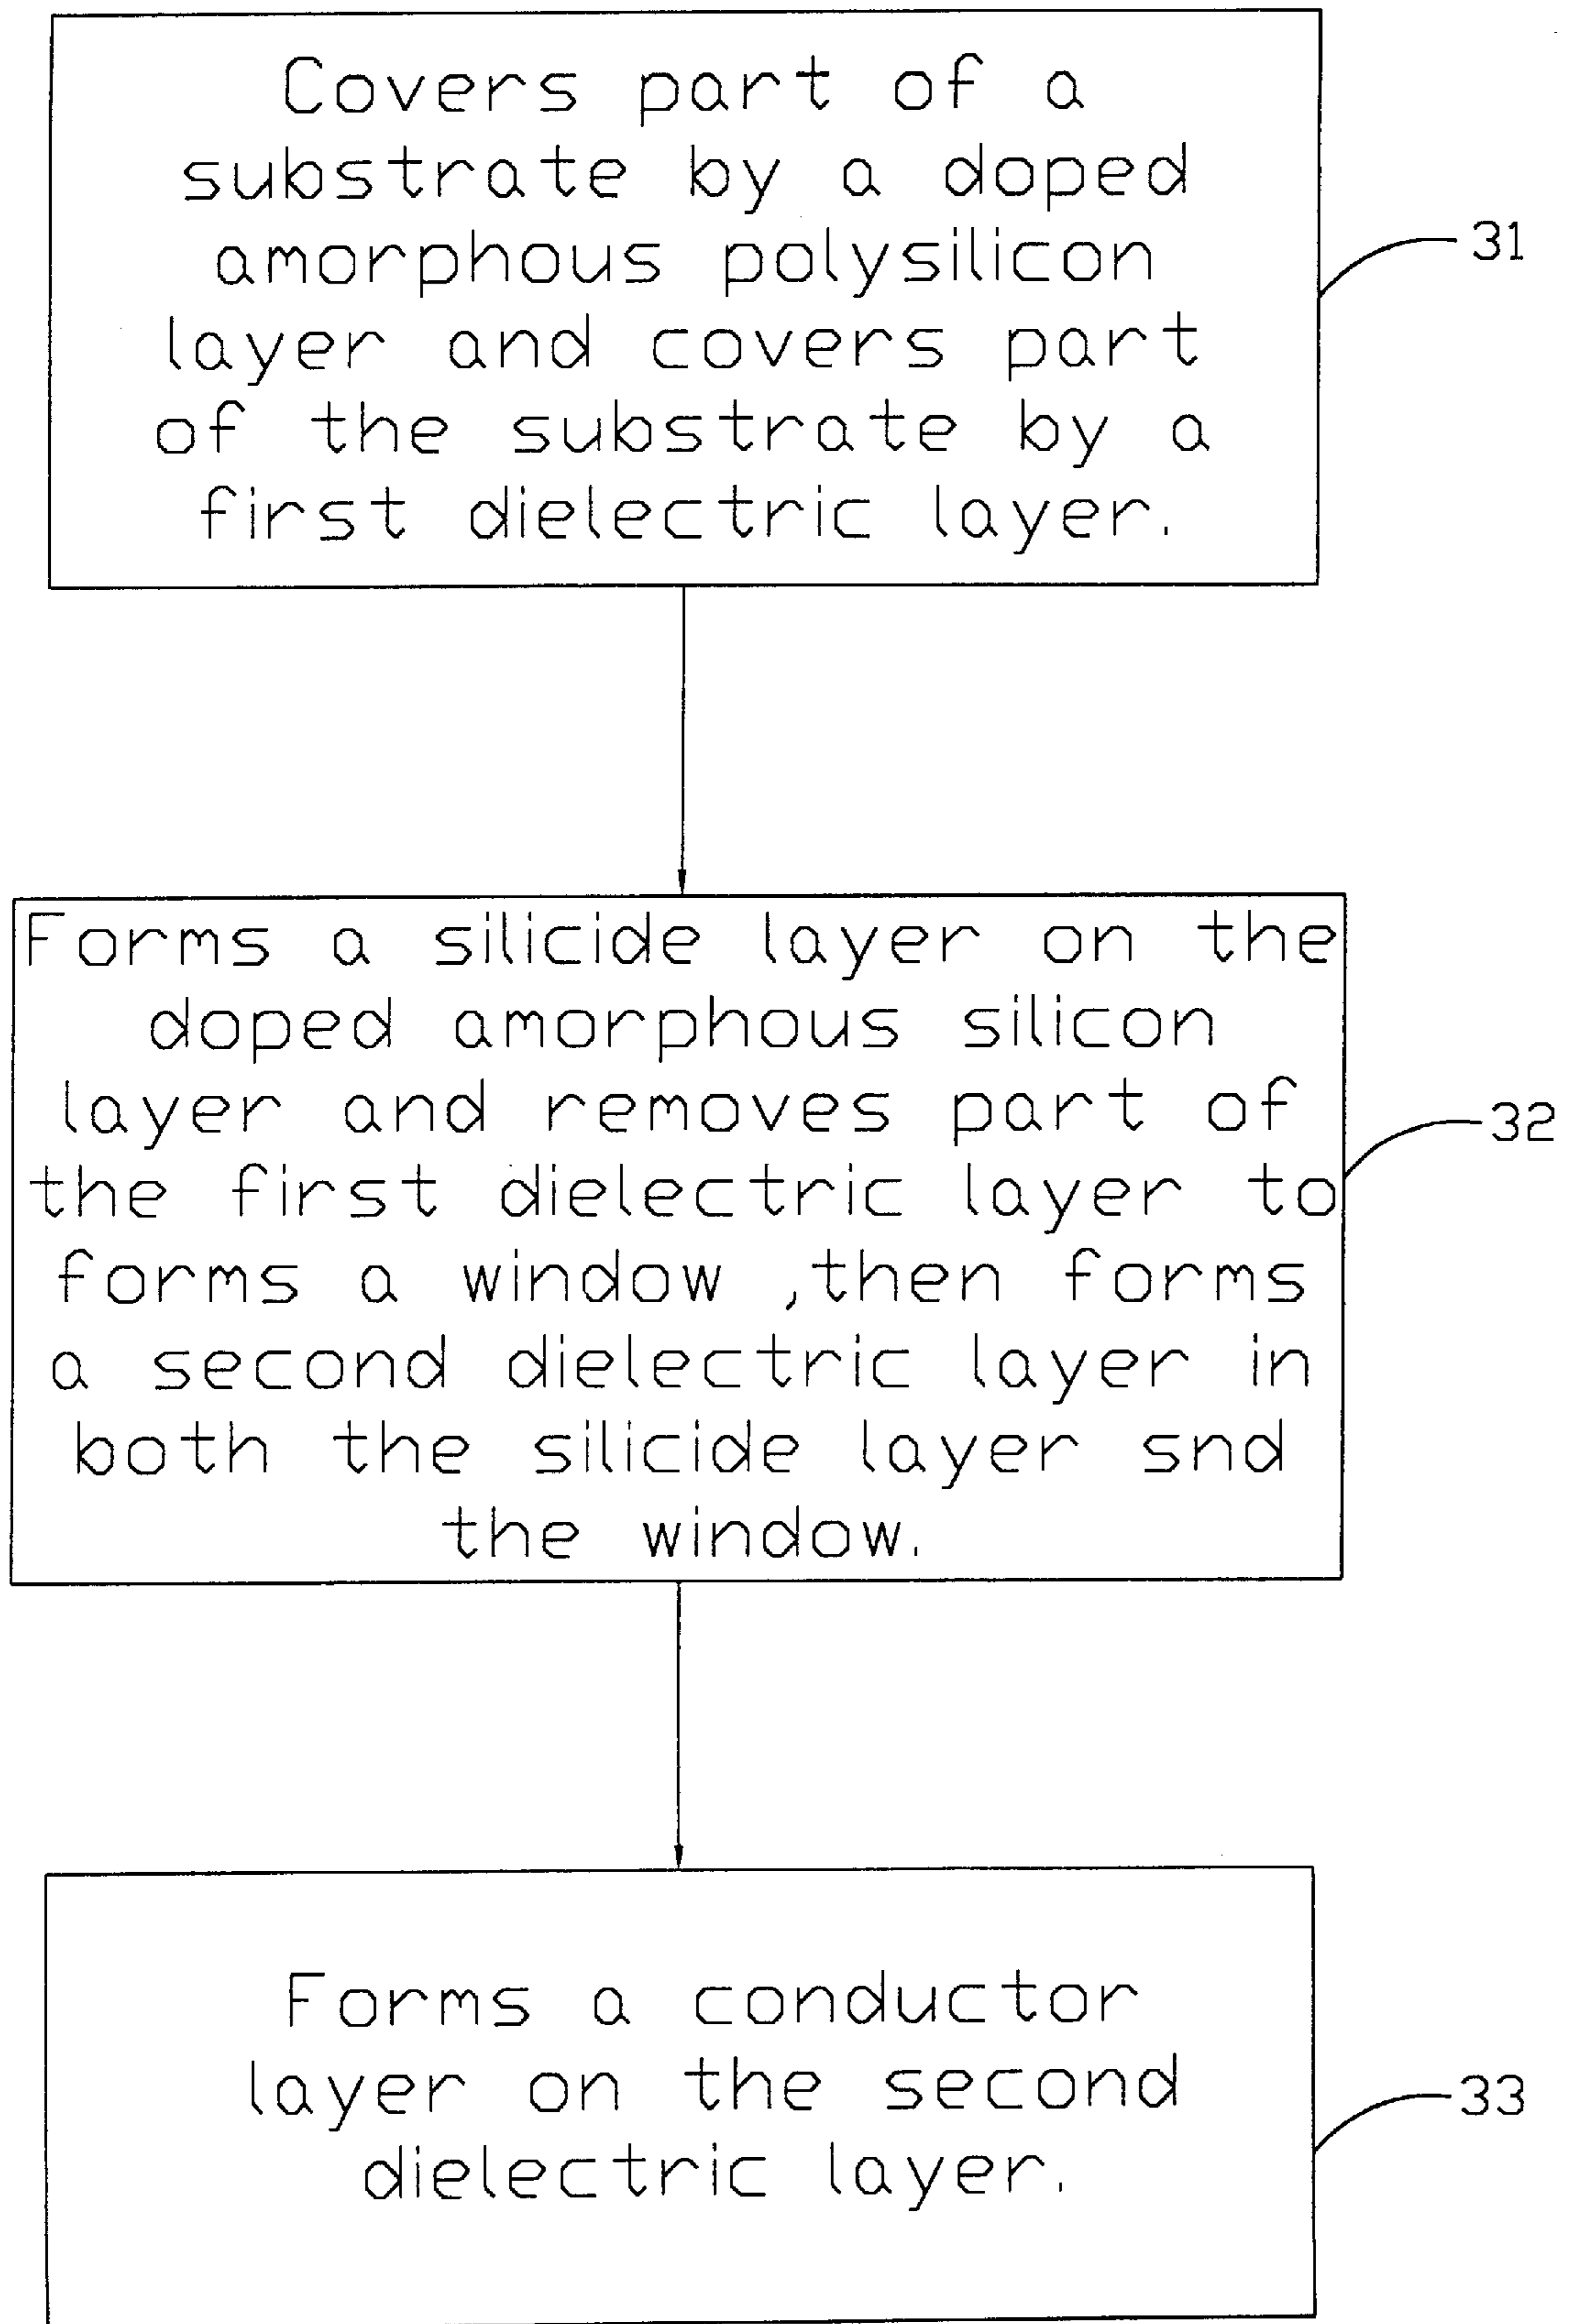 Covers part of a
substrate by a doped
amorphous polysilicon
layer and covers part
of the substrate by a
first dielectric layer.
31
Forms a silicide layer on the
doped amorphous silicon
layer and removes part of
the first dielectric layer to
forms a window ,then forms
a second dielectric layer in
both the silicide layer snd
the window.
32
Forms a conductor
layer on the second
dielectric layer.
33